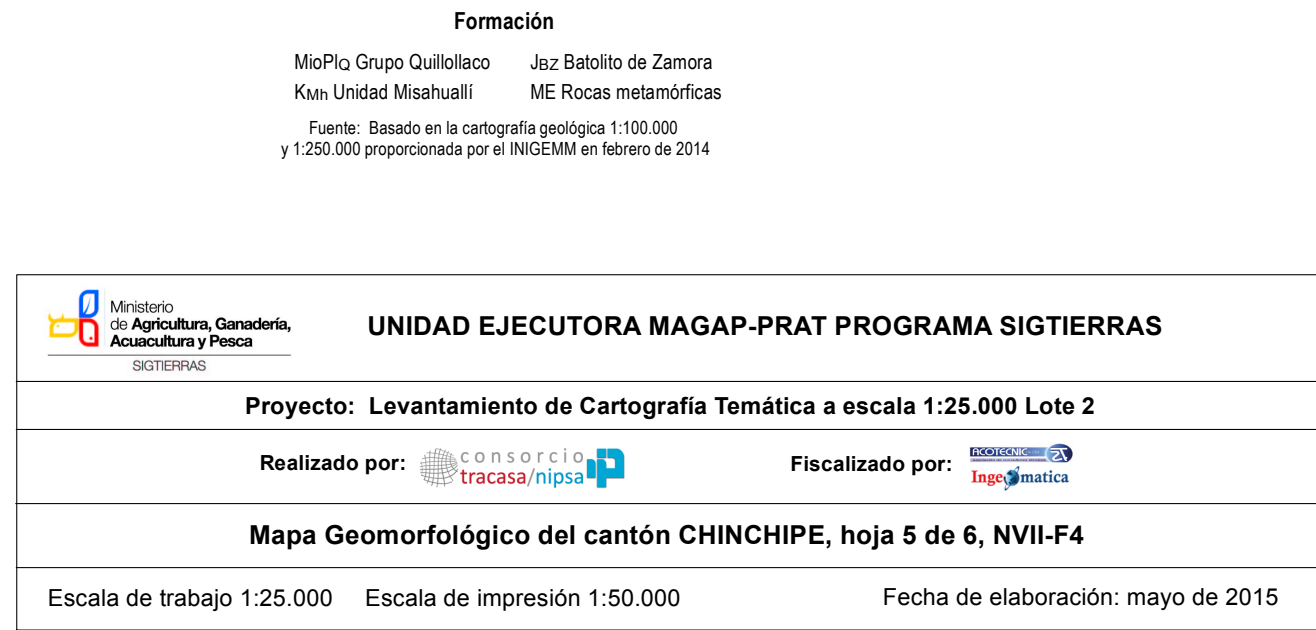 Formación
MioPlQ Grupo Quillollaco JBZ Batolito de Zamora
KMh Unidad Misahuallí ME Rocas metamórficas
Fuente: Basado en la cartografía geológica 1:100.000
y 1:250.000 proporcionada por el INIGEMM en febrero de 2014
Ministerio
de Agricultura, Ganadería,
Acuacultura y Pesca
SIGTIERRAS
UNIDAD EJECUTORA MAGAP-PRAT PROGRAMA SIGTIERRAS
Proyecto: Levantamiento de Cartografía Temática a escala 1:25.000 Lote 2
Realizado por:
consorcio
tracasa/nipsa
Fiscalizado por:
ACOTECNIC
Ingeomatica
Mapa Geomorfológico del cantón CHINCHIPE, hoja 5 de 6, NVII-F4
Escala de trabajo 1:25.000 Escala de impresión 1:50.000 Fecha de elaboración: mayo de 2015